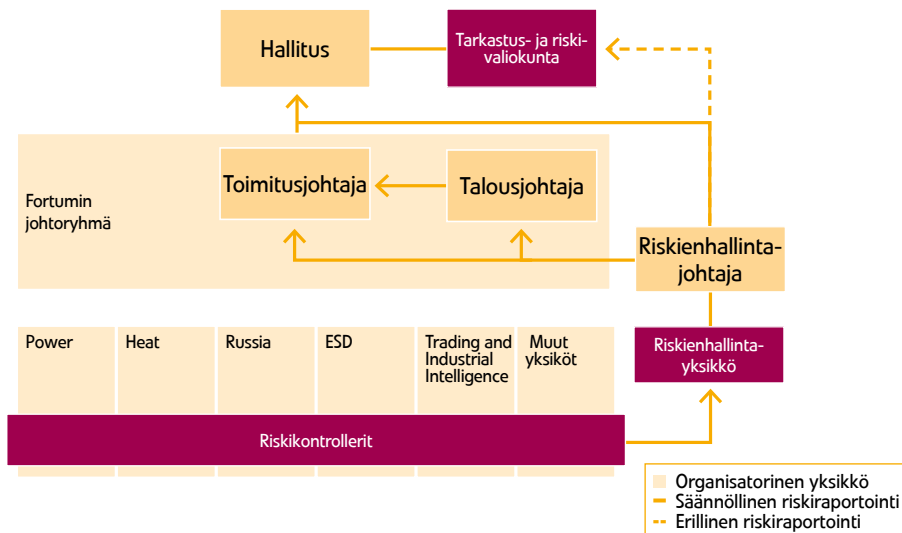 Hallitus
Tarkastus- ja riski-
valiokunta
Fortumin
johtoryhmä
Toimitusjohtaja
Talousjohtaja
Riskienhallinta-
johtaja
Power
Heat
Russia
ESD
Trading and
Industrial
Intelligence
Muut
yksiköt
Riskienhallinta-
yksikkö
Riskikontrollerit
Organisatorinen yksikkö
Säännöllinen riskiraportointi
Erillinen riskiraportointi